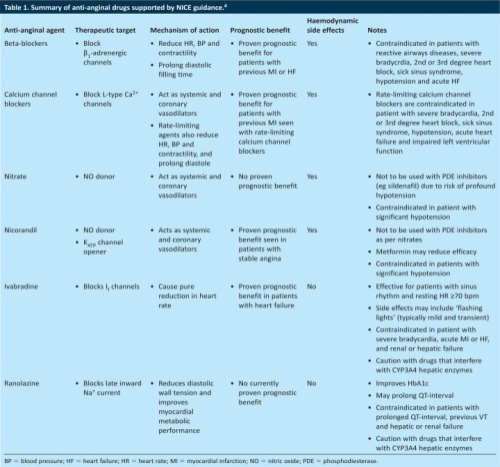 Table 1. Summary of anti-anginal drugs supported by NICE guidance.⁴
Anti-anginal agent Therapeutic target Mechanism of action Prognostic benefit Haemodynamic side effects Notes
Beta-blockers
• Block
β₁-adrenergic
channels
• Reduce HR, BP and
contractility
• Prolong diastolic
filling time
• Proven prognostic
benefit for
patients with
previous MI or HF
Yes
• Contraindicated in patients with
reactive airways diseases, severe
bradycrdia, 2nd or 3rd degree heart
block, sick sinus syndrome,
hypotension and acute HF
Calcium channel
blockers
• Block L-type Ca²⁺
channels
• Act as systemic and
coronary
vasodilators
• Rate-limiting
agents also reduce
HR, BP and
contractility, and
prolong diastole
• Proven prognostic
benefit for
patients with
previous MI seen
with rate-limiting
calcium channel
blockers
Yes
• Rate-limiting calcium channel
blockers are contraindicated in
patient with severe bradycardia, 2nd
or 3rd degree heart block, sick sinus
syndrome, hypotension, acute heart
failure and impaired left ventricular
function
Nitrate
• NO donor
• Act as systemic and
coronary
vasodilators
• No proven
prognostic benefit
Yes
• Not to be used with PDE inhibitors
(eg sildenafil) due to risk of profound
hypotension
• Contraindicated in patient with
significant hypotension
Nicorandil
• NO donor
• K_ATP channel
opener
• Acts as systemic
and coronary
vasodilators
• Proven prognostic
benefit seen in
patients with
stable angina
Yes
• Not to be used with PDE inhibitors
as per nitrates
• Metformin may reduce efficacy
• Contraindicated in patients with
significant hypotension
Ivabradine
• Blocks I_f channels
• Cause pure
reduction in heart
rate
• Proven prognostic
benefit in patients
with heart failure
No
• Effective for patients with sinus
rhythm and resting HR ≥70 bpm
• Side effects may include 'flashing
lights' (typically mild and transient)
• Contraindicated in patient with
severe bradycardia, acute MI or HF,
and renal or hepatic failure
• Caution with drugs that interfere
with CYP3A4 hepatic enzymes
Ranolazine
• Blocks late inward
Na⁺ current
• Reduces diastolic
wall tension and
improves
myocardial
metabolic
performance
• No currently
proven prognostic
benefit
No
• Improves HbA1c
• May prolong QT-interval
• Contraindicated in patients with
prolonged QT-interval, previous VT
and hepatic or renal failure
• Caution with drugs that interfere
with CYP3A4 hepatic enzymes
BP = blood pressure; HF = heart failure; HR = heart rate; MI = myocardial infarction; NO = nitric oxide; PDE = phosphodiesterase.